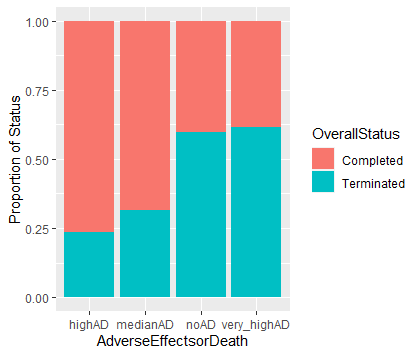 1.00
0.75
0.50
0.25
0.00
Proportion of Status
highAD medianAD noAD very_highAD
AdverseEffectsorDeath
OverallStatus
Completed
Terminated